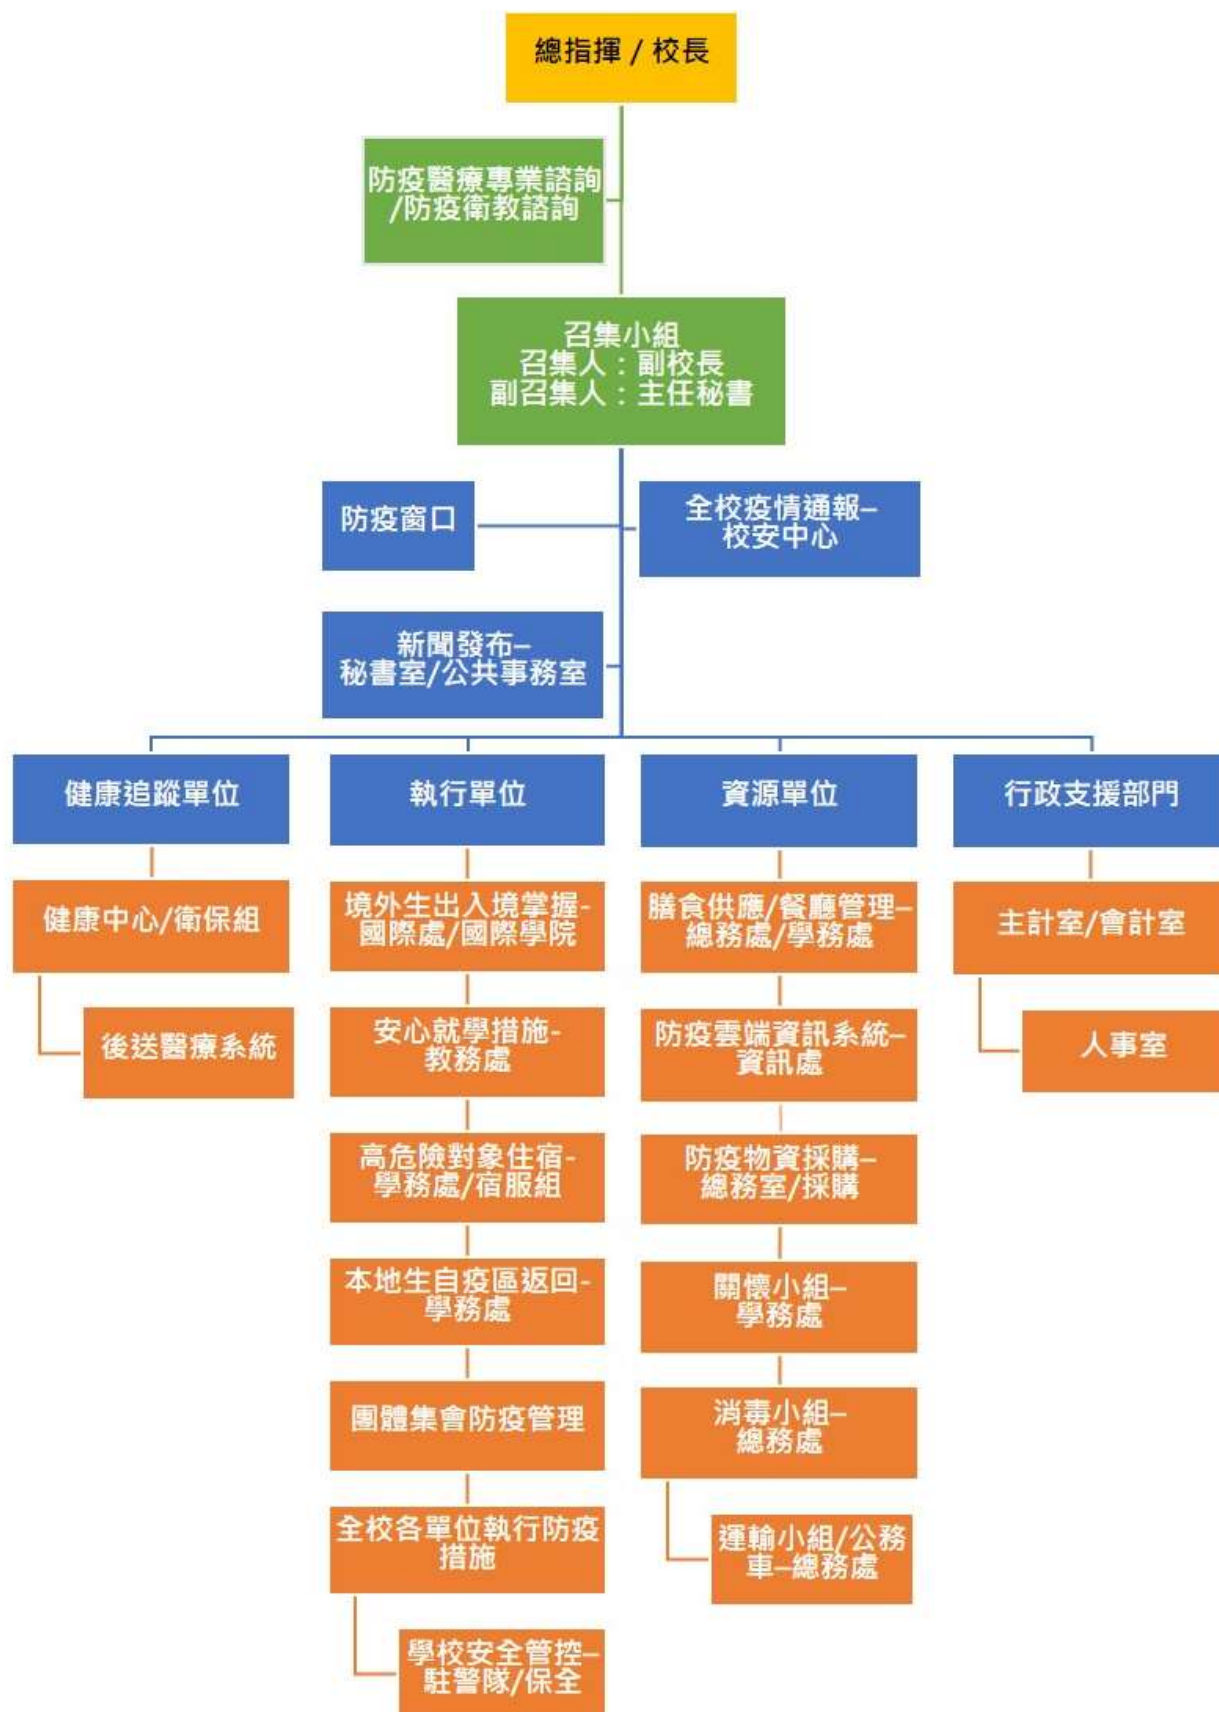 總指揮 / 校長
防疫醫療專業諮詢
/防疫衛教諮詢
召集小組
召集人：副校長
副召集人：主任秘書
防疫窗口
全校疫情通報–
校安中心
新聞發布–
秘書室/公共事務室
健康追蹤單位
執行單位
資源單位
行政支援部門
健康中心/衛保組
後送醫療系統
境外生出入境掌握-
國際處/國際學院
安心就學措施-
教務處
高危險對象住宿-
學務處/宿服組
本地生自疫區返回-
學務處
團體集會防疫管理
全校各單位執行防疫
措施
學校安全管控–
駐警隊/保全
膳食供應/餐廳管理–
總務處/學務處
防疫雲端資訊系統–
資訊處
防疫物資採購–
總務室/採購
關懷小組–
學務處
消毒小組–
總務處
運輸小組/公務
車–總務處
主計室/會計室
人事室